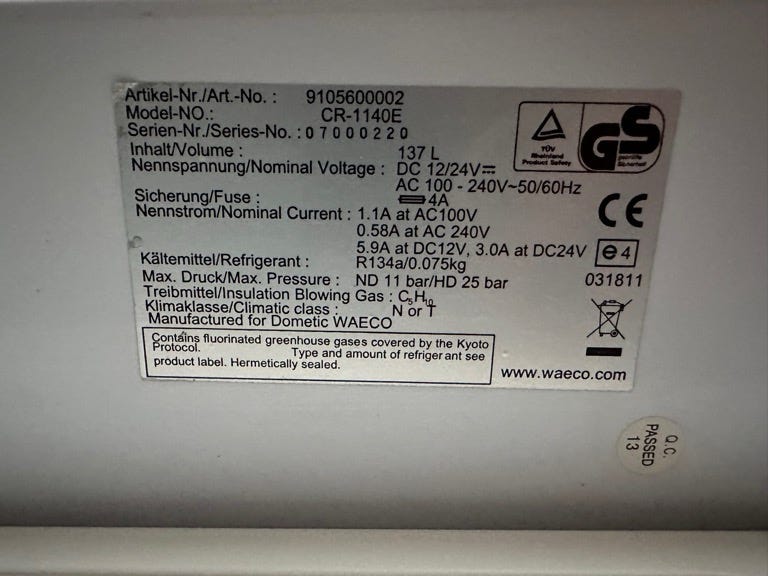 Artikel-Nr./Art.-No. : 9105600002
Model-NO.: CR-1140E
Serien-Nr./Series-No. : 07000220
Inhalt/Volume : 137 L
Nennspannung/Nominal Voltage : DC 12/24V⎓
AC 100 - 240V~50/60Hz
Sicherung/Fuse : 4A
Nennstrom/Nominal Current : 1.1A at AC100V
0.58A at AC 240V
5.9A at DC12V, 3.0A at DC24V
Kältemittel/Refrigerant : R134a/0.075kg
Max. Druck/Max. Pressure : ND 11 bar/HD 25 bar
Treibmittel/Insulation Blowing Gas : C₅H₁₀
Klimaklasse/Climatic class : N or T
Manufactured for Dometic WAECO
Contains fluorinated greenhouse gases covered by the Kyoto
Protocol. Type and amount of refriger ant see
product label. Hermetically sealed.
TÜV
Rheinland
Product Safety
GS
geprüfte
Sicherheit
CE
e 4
031811
www.waeco.com
Q.C.
PASSED
13